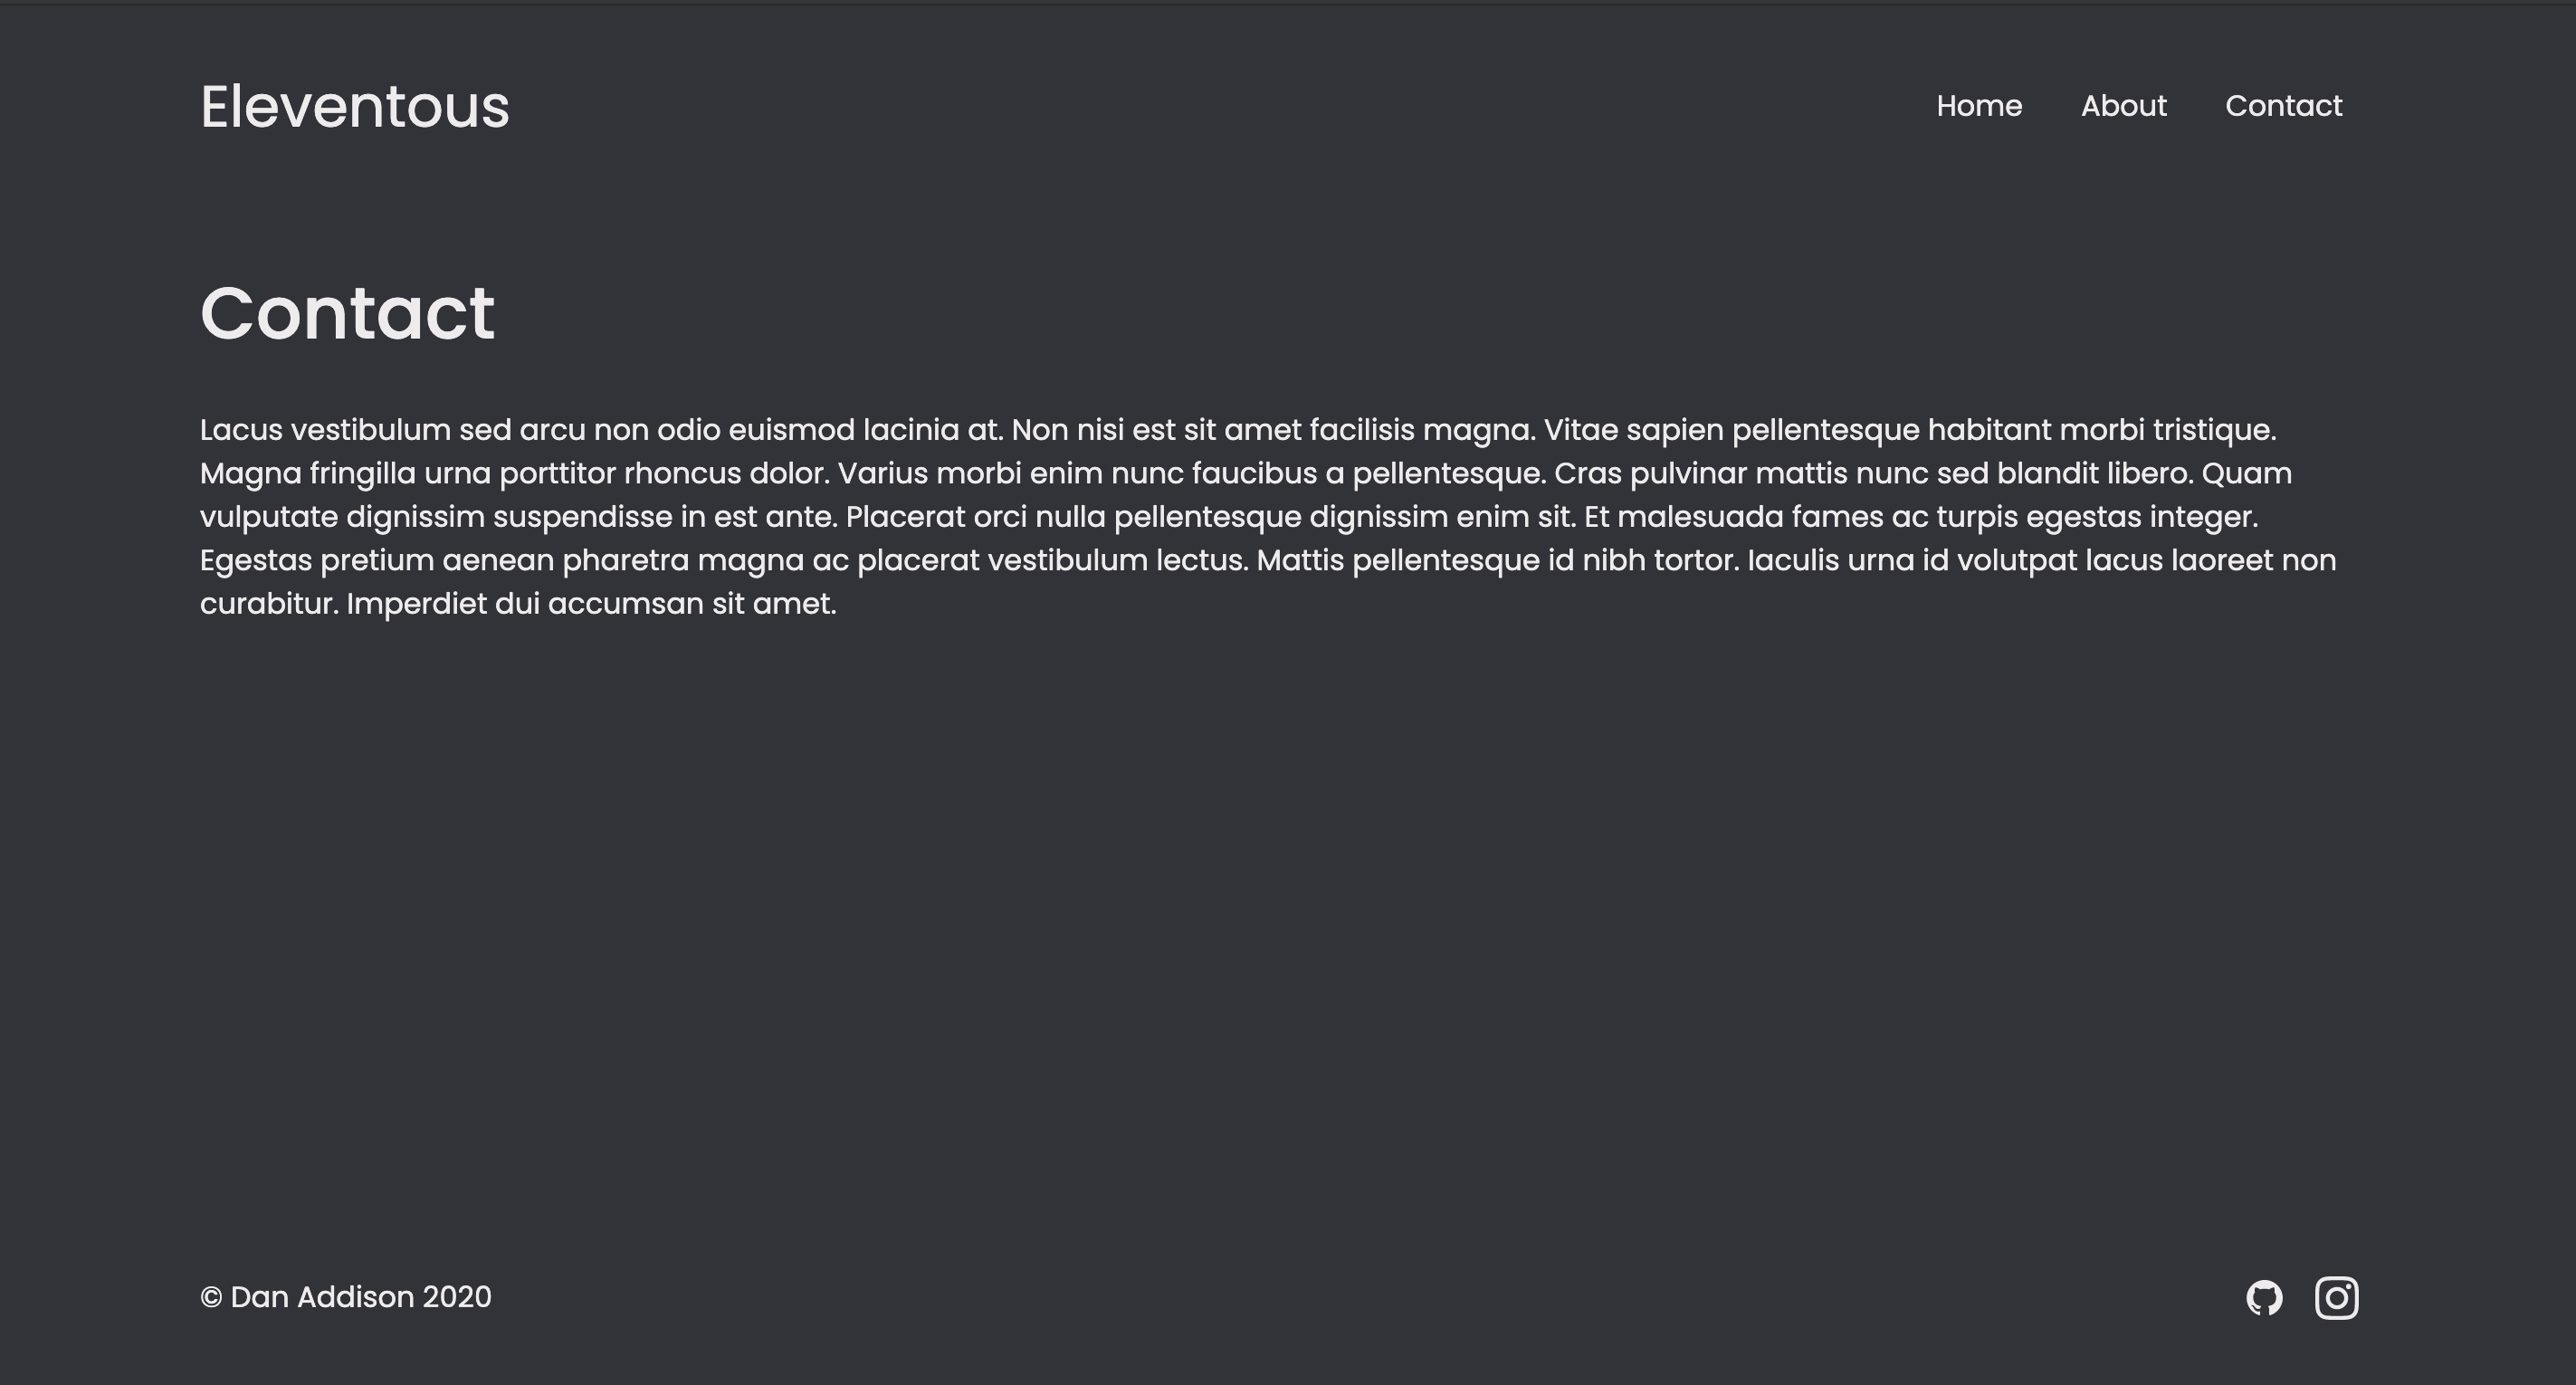 Eleventous
Home About Contact
Contact
Lacus vestibulum sed arcu non odio euismod lacinia at. Non nisi est sit amet facilisis magna. Vitae sapien pellentesque habitant morbi tristique.
Magna fringilla urna porttitor rhoncus dolor. Varius morbi enim nunc faucibus a pellentesque. Cras pulvinar mattis nunc sed blandit libero. Quam
vulputate dignissim suspendisse in est ante. Placerat orci nulla pellentesque dignissim enim sit. Et malesuada fames ac turpis egestas integer.
Egestas pretium aenean pharetra magna ac placerat vestibulum lectus. Mattis pellentesque id nibh tortor. Iaculis urna id volutpat lacus laoreet non
curabitur. Imperdiet dui accumsan sit amet.
© Dan Addison 2020